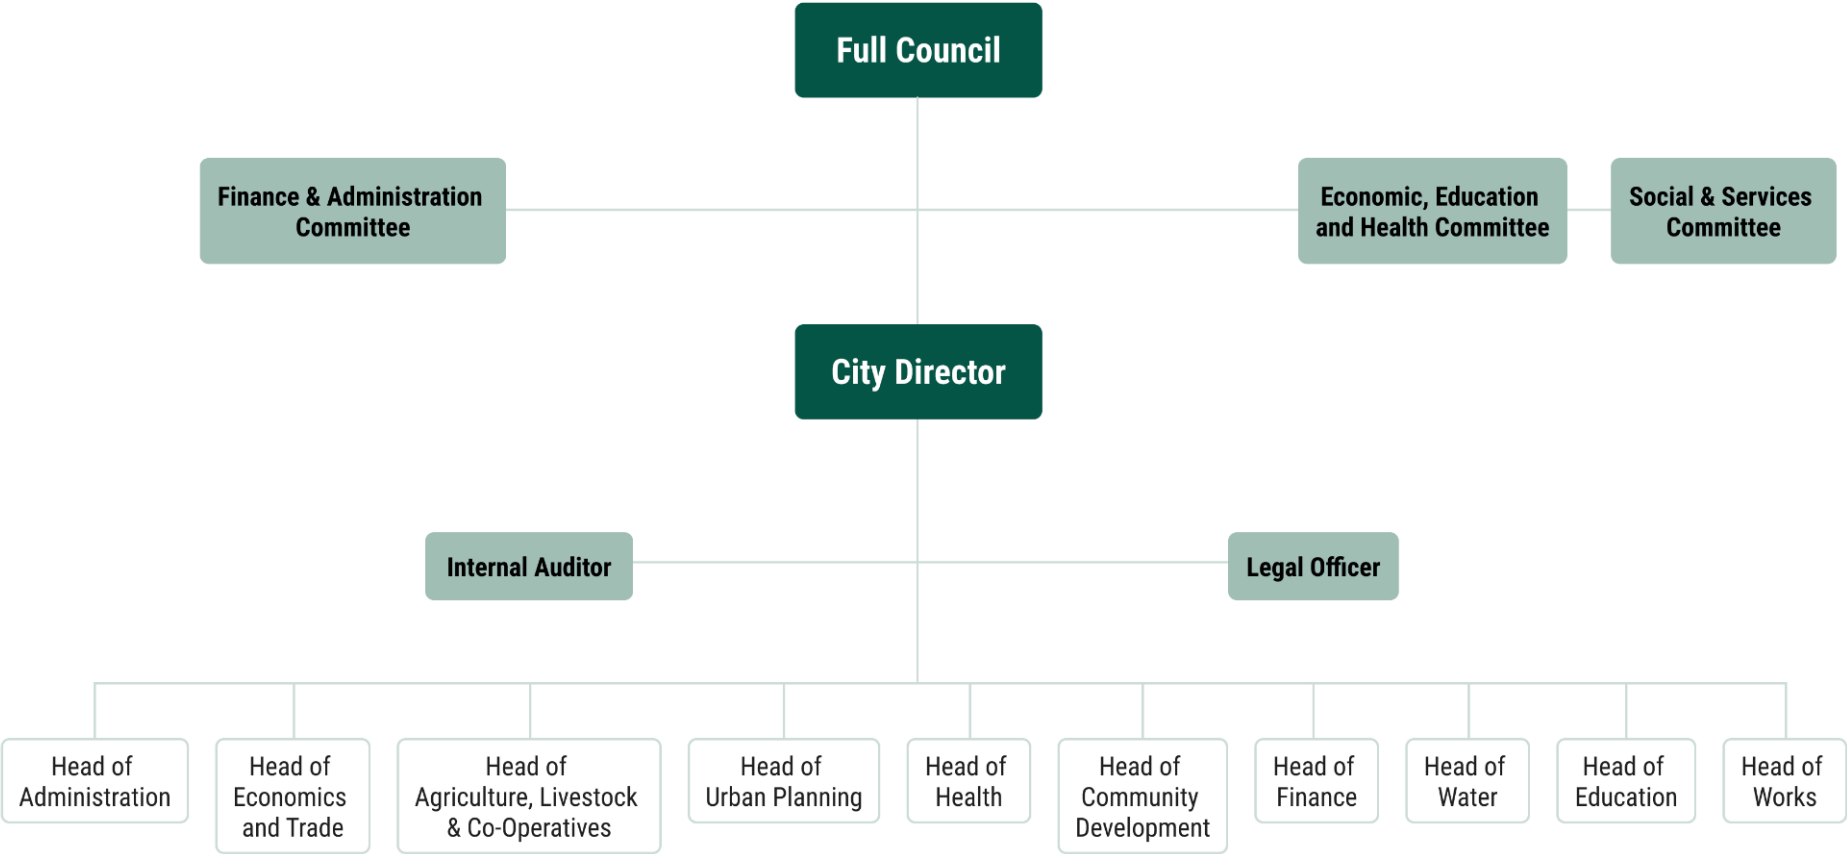 Full Council
Finance & Administration
Committee
Economic, Education
and Health Committee
Social & Services
Committee
City Director
Internal Auditor
Legal Officer
Head of
Administration
Head of
Economics
and Trade
Head of
Agriculture, Livestock
& Co-Operatives
Head of
Urban Planning
Head of
Health
Head of
Community
Development
Head of
Finance
Head of
Water
Head of
Education
Head of
Works